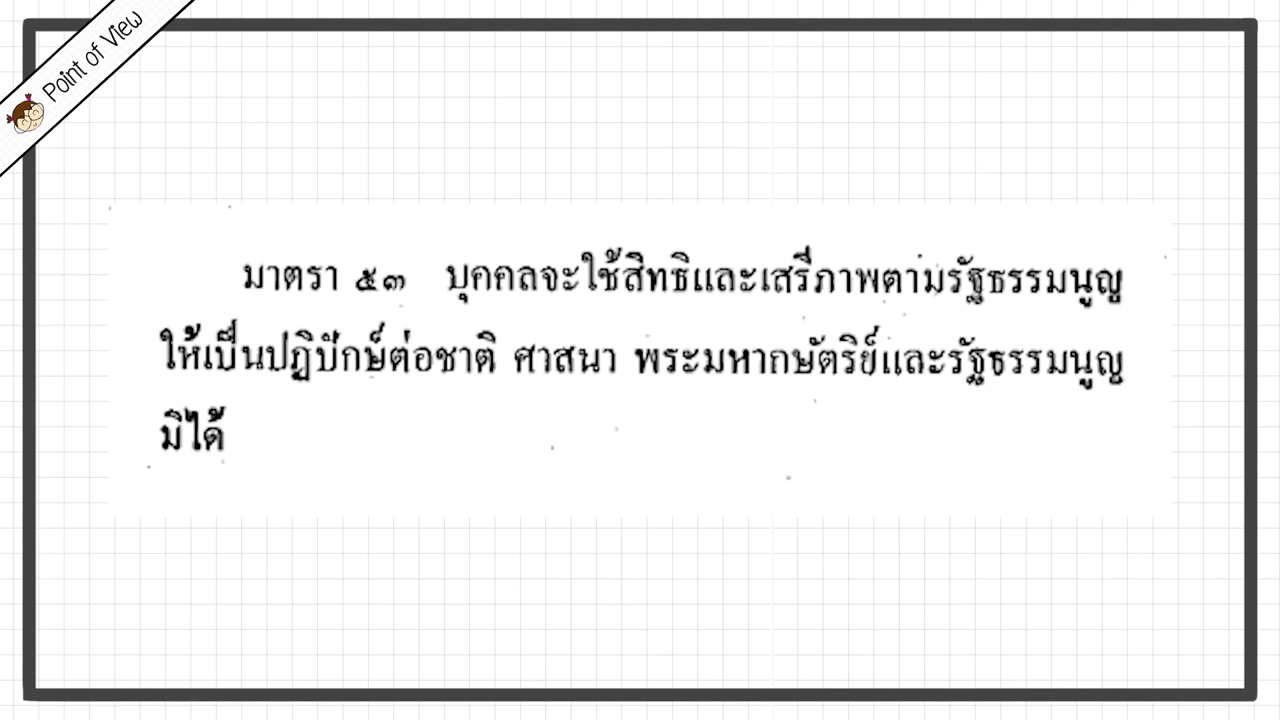 Point of View
มาตรา ๕๓ บุคคลจะใช้สิทธิและเสรีภาพตามรัฐธรรมนูญ
ให้เป็นปฏิปักษ์ต่อชาติ ศาสนา พระมหากษัตริย์และรัฐธรรมนูญ
มิได้